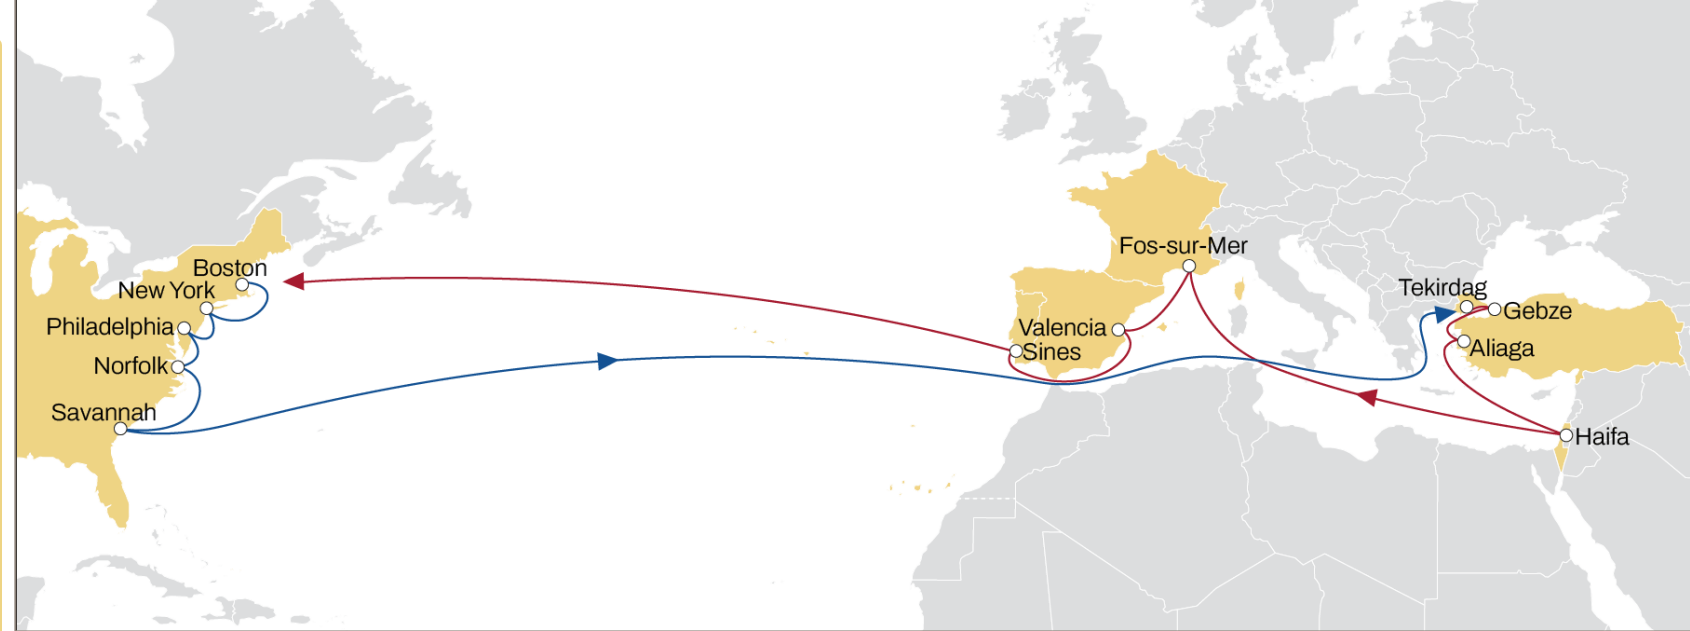 Fos-sur-Mer
Boston
New York
Tekirdag
Gebze
Philadelphia
Valencia
Sines
Aliaga
Norfolk
Savannah
Haifa